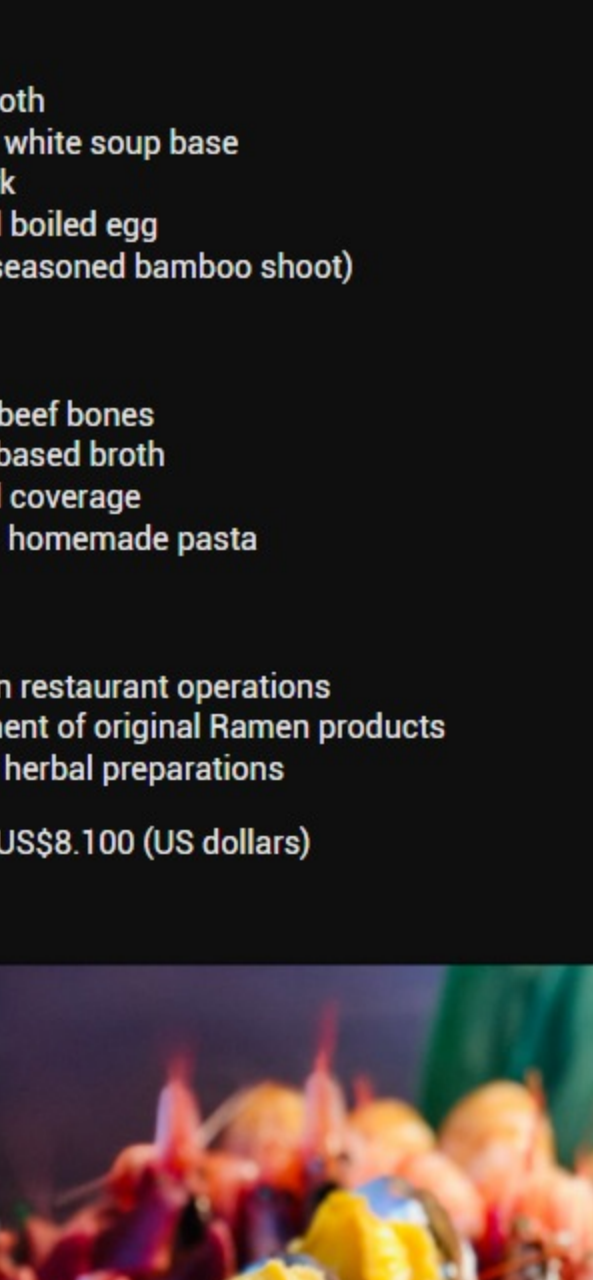 oth
white soup base
k
boiled egg
seasoned bamboo shoot)
beef bones
based broth
coverage
homemade pasta
n restaurant operations
ent of original Ramen products
herbal preparations
US$8.100 (US dollars)